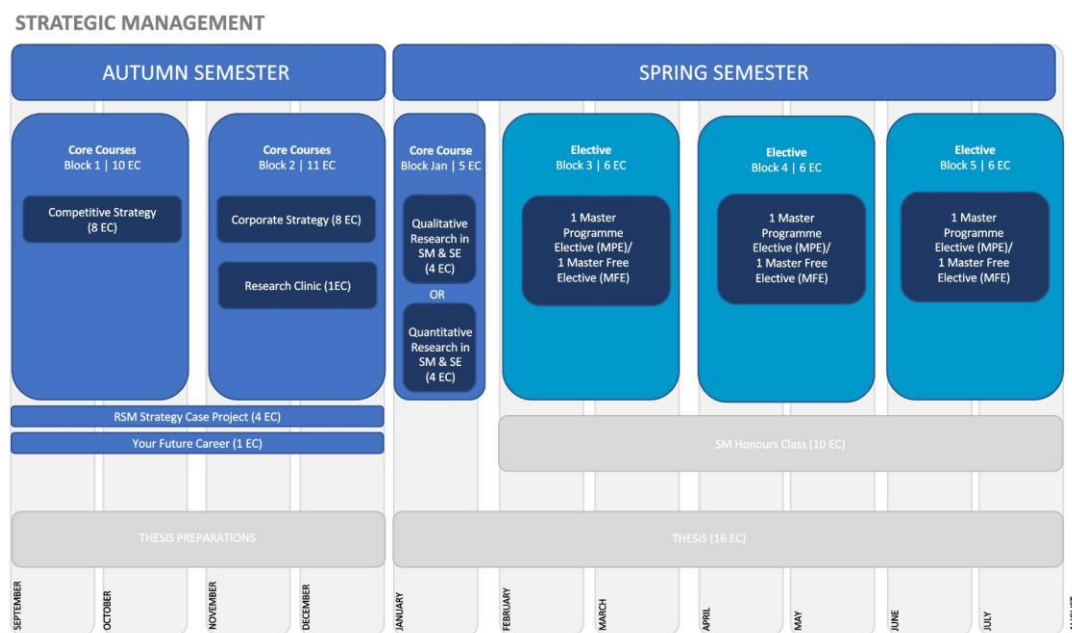 STRATEGIC MANAGEMENT
AUTUMN SEMESTER
SPRING SEMESTER
Core Courses
Block 1 | 10 EC
Competitive Strategy
(8 EC)
Core Courses
Block 2 | 11 EC
Corporate Strategy (8 EC)
Research Clinic (1EC)
Core Course
Block Jan | 5 EC
Qualitative
Research in
SM & SE
(4 EC)
OR
Quantitative
Research in
SM & SE
(4 EC)
Elective
Block 3 | 6 EC
1 Master
Programme
Elective (MPE)/
1 Master Free
Elective (MFE)
Elective
Block 4 | 6 EC
1 Master
Programme
Elective (MPE)/
1 Master Free
Elective (MFE)
Elective
Block 5 | 6 EC
1 Master
Programme
Elective (MPE)/
1 Master Free
Elective (MFE)
RSM Strategy Case Project (4 EC)
Your Future Career (1 EC)
SM Honours Class (10 EC)
THESIS PREPARATIONS
THESIS (16 EC)
SEPTEMBER
OCTOBER
NOVEMBER
DECEMBER
JANUARY
FEBRUARY
MARCH
APRIL
MAY
JUNE
JULY